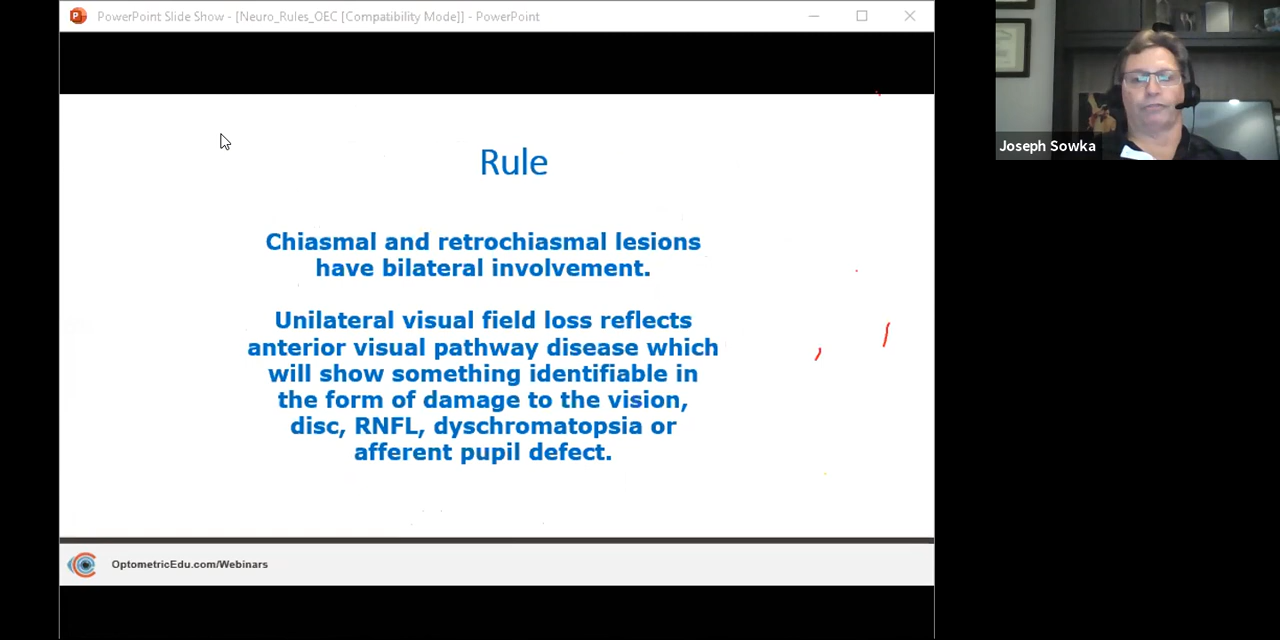 PowerPoint Slide Show - [Neuro_Rules_OEC [Compatibility Mode]] - PowerPoint
Rule
Chiasmal and retrochiasmal lesions
have bilateral involvement.
Unilateral visual field loss reflects
anterior visual pathway disease which
will show something identifiable in
the form of damage to the vision,
disc, RNFL, dyschromatopsia or
afferent pupil defect.
OptometricEdu.com/Webinars
Joseph Sowka